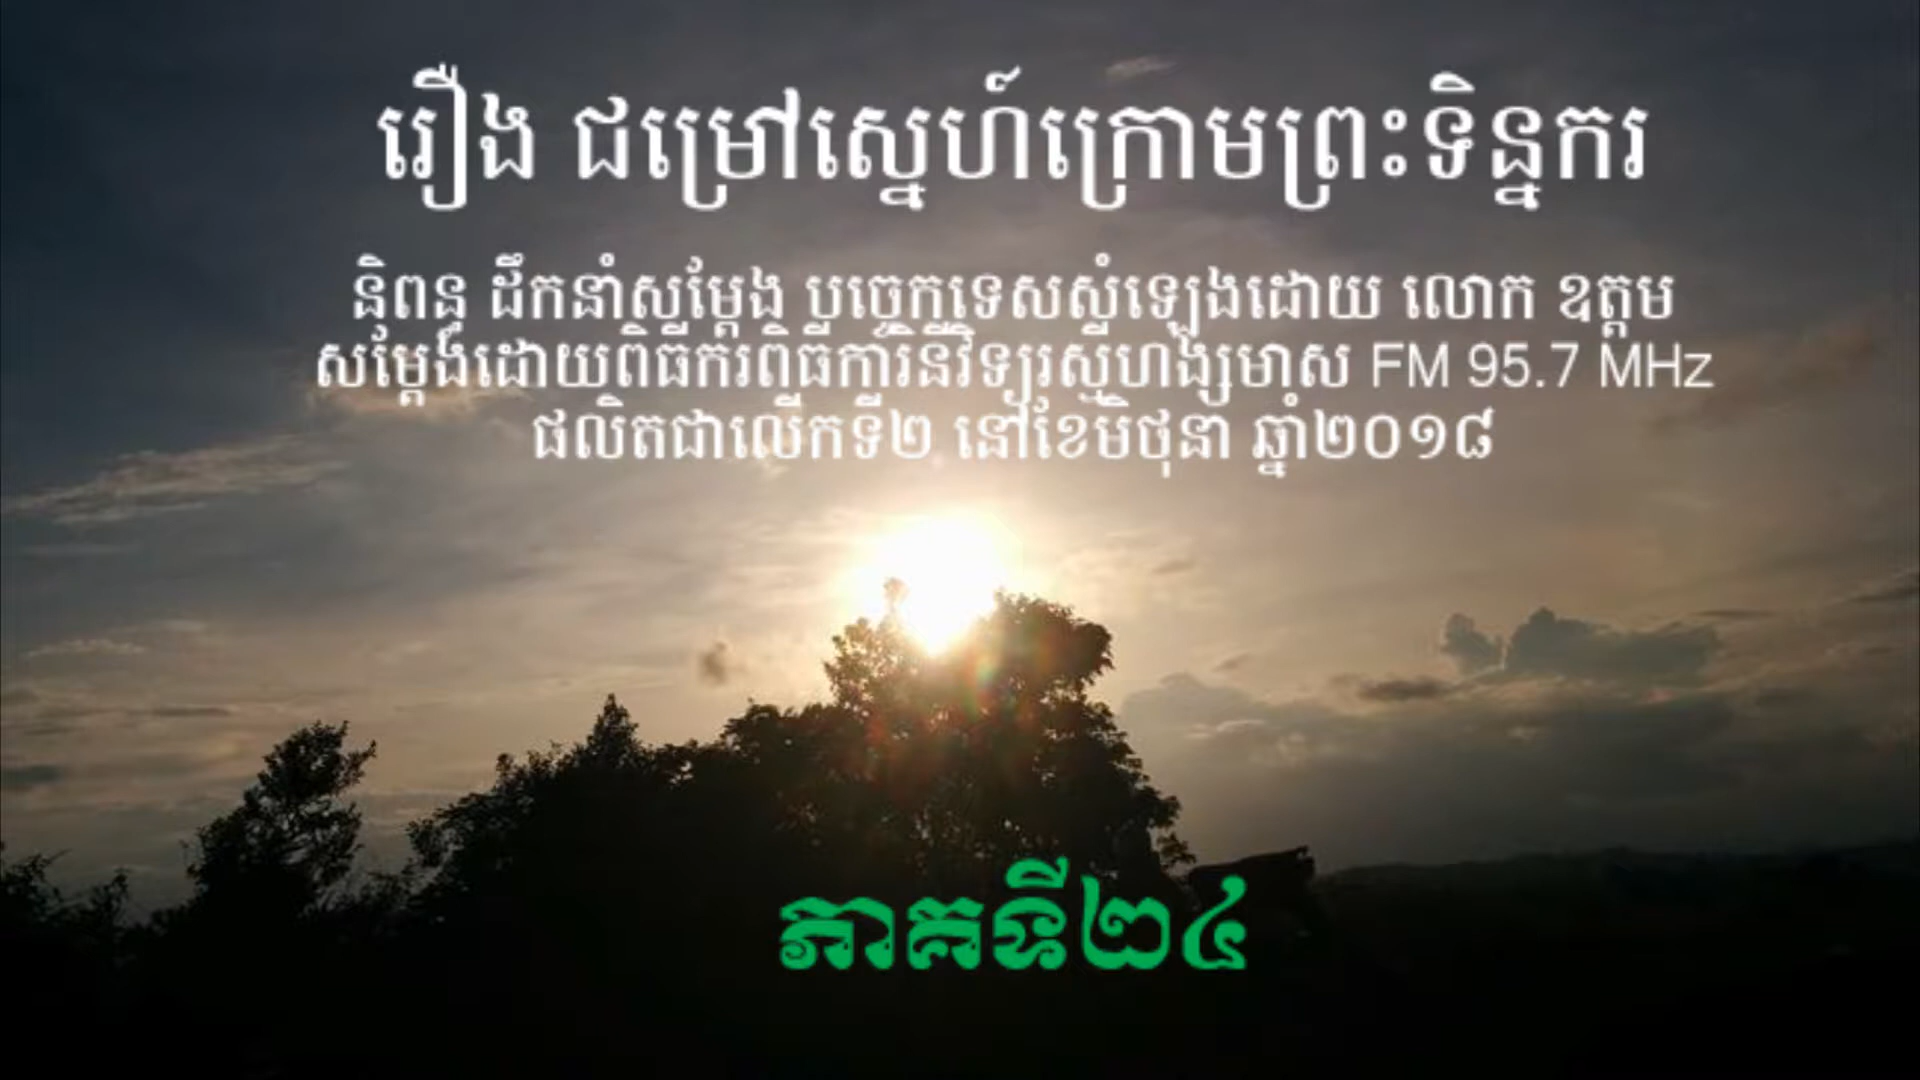 រឿង ជម្រៅស្នេហ៍ក្រោមព្រះទិន្នករ
និពន្ធ ដឹកនាំសម្តែង បច្ចេកទេសសំឡេងដោយ លោក ឧត្តម
សម្តែងដោយពិធីករពិធីការិនីវិទ្យុរស្មីហង្សមាស FM 95.7 MHz
ផលិតជាលើកទី២ នៅខែមិថុនា ឆ្នាំ២០១៨
ភាគទី២៤